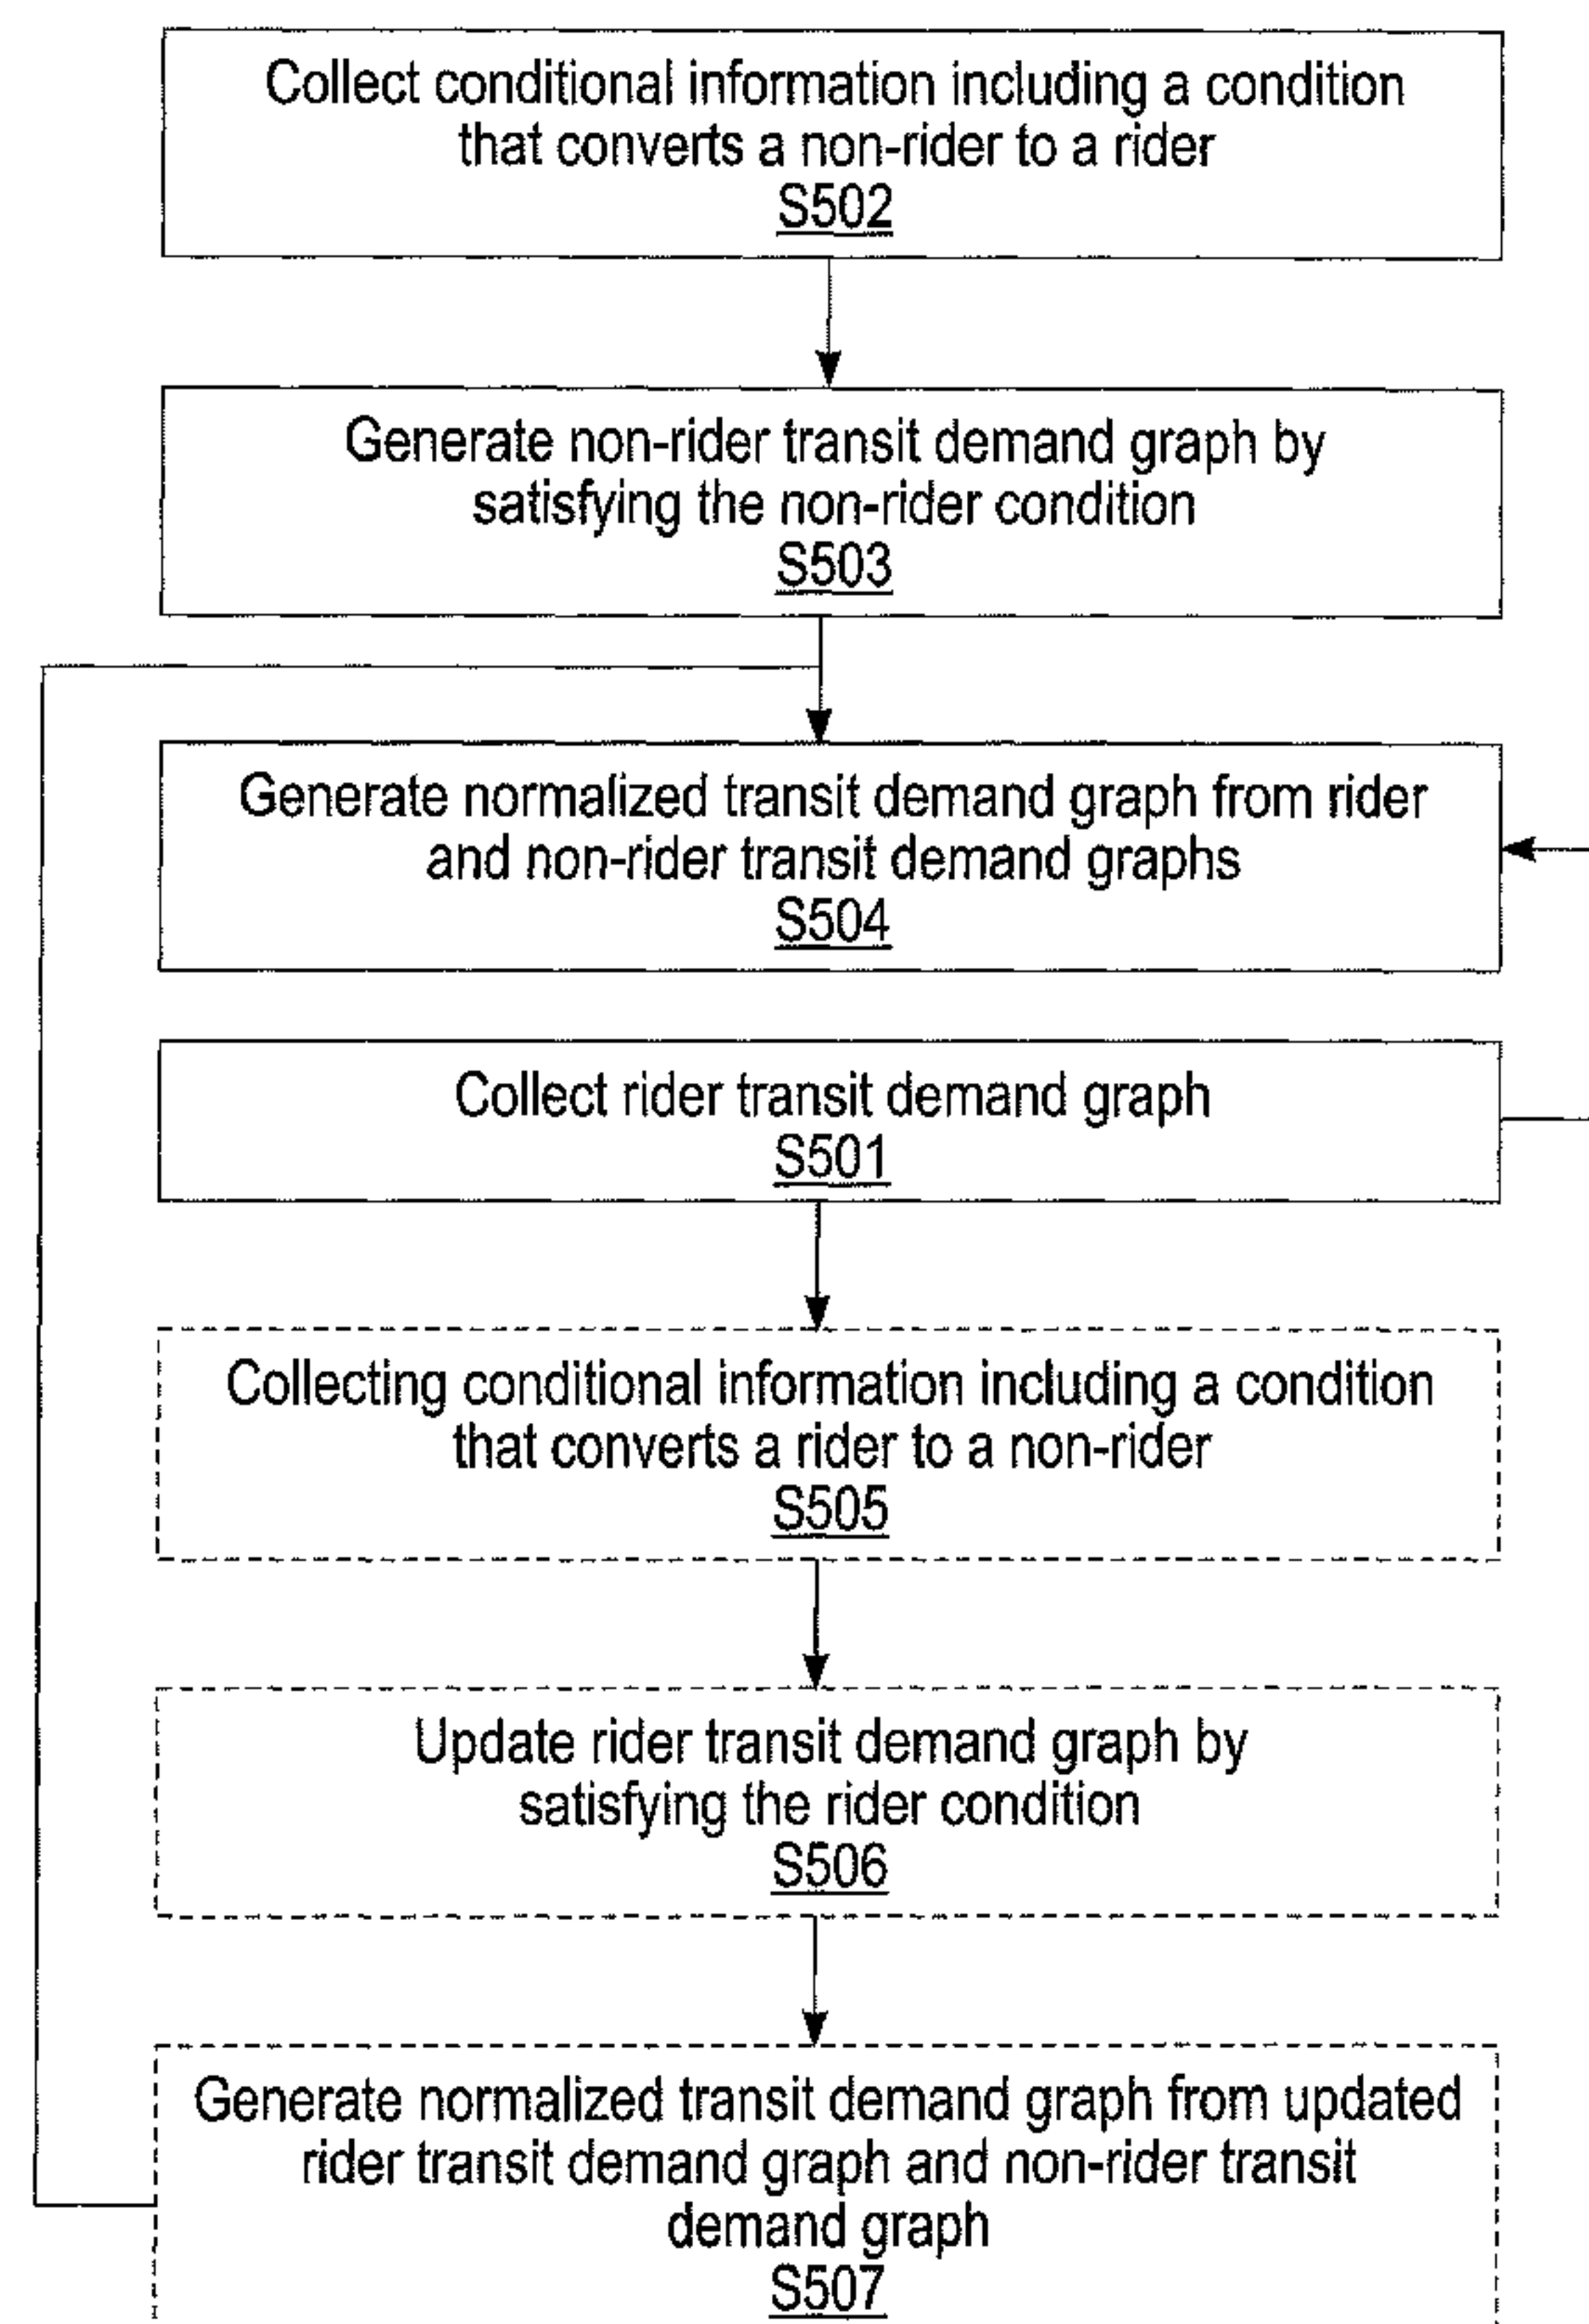 Collect conditional information including a condition
that converts a non-rider to a rider
S502
Generate non-rider transit demand graph by
satisfying the non-rider condition
S503
Generate normalized transit demand graph from rider
and non-rider transit demand graphs
S504
Collect rider transit demand graph
S501
Collecting conditional information including a condition
that converts a rider to a non-rider
S505
Update rider transit demand graph by
satisfying the rider condition
S506
Generate normalized transit demand graph from updated
rider transit demand graph and non-rider transit
demand graph
S507